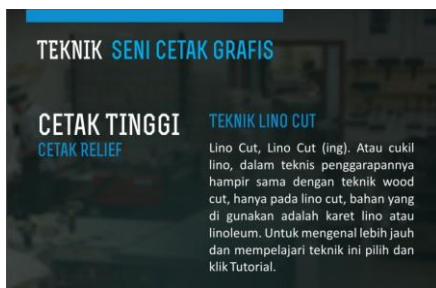 TEKNIK SENI CETAK GRAFIS
CETAK TINGGI
CETAK RELIEF
TEKNIK LINO CUT
Lino Cut, Lino Cut (ing). Atau cukil
lino, dalam teknis penggarapannya
hampir sama dengan teknik wood
cut, hanya pada lino cut, bahan yang
di gunakan adalah karet lino atau
linoleum. Untuk mengenal lebih jauh
dan mempelajari teknik ini pilih dan
klik Tutorial.